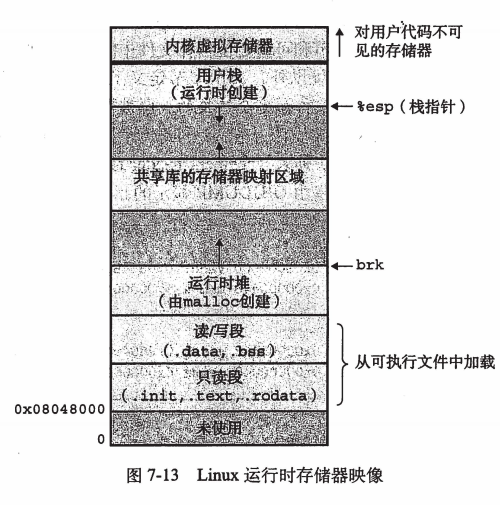 内核虚拟存储器
对用户代码不可
见的存储器
用户栈
（运行时创建）
%esp（栈指针）
共享库的存储器映射区域
brk
运行时堆
（由malloc创建）
读/写段
（.data,.bss）
从可执行文件中加载
只读段
（.init,.text,.rodata）
0x08048000
未使用
0
图 7-13 Linux 运行时存储器映像